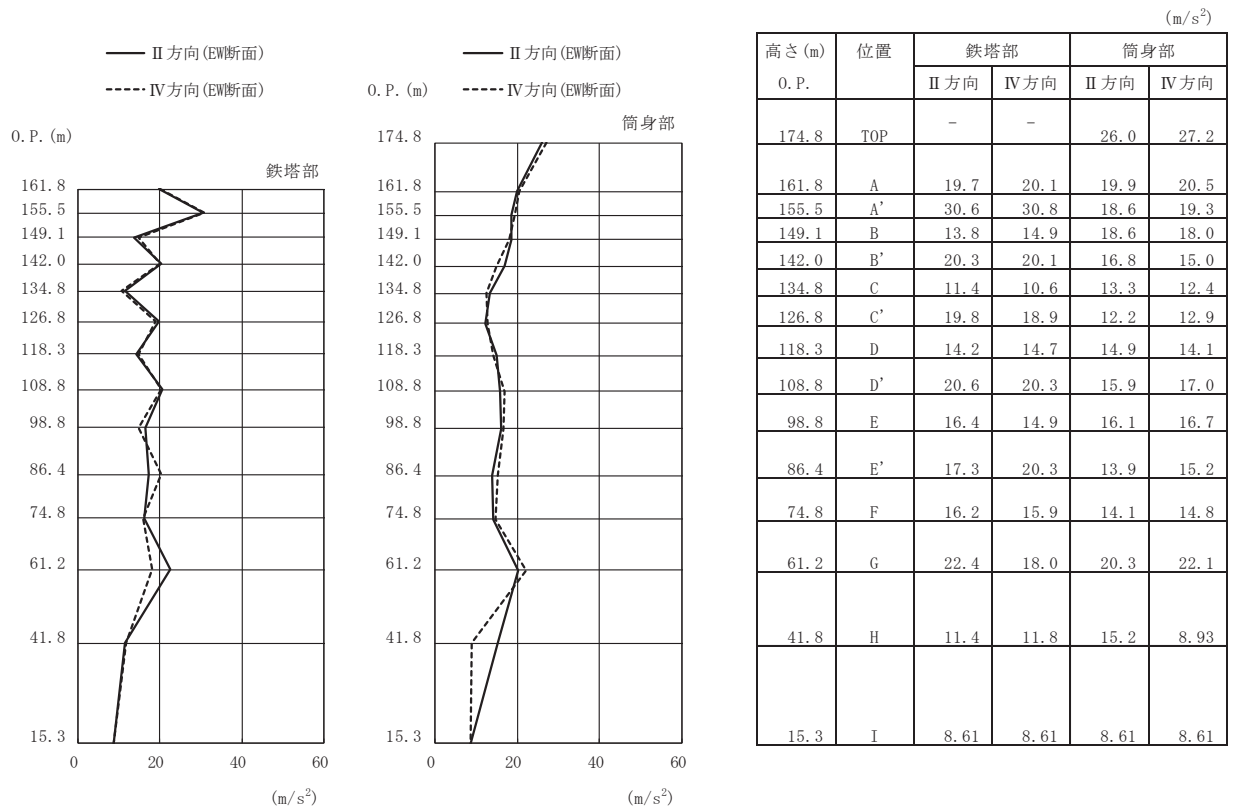 Ⅱ方向(EW断面)
Ⅳ方向(EW断面)
O.P.(m)
鉄塔部
161.8
155.5
149.1
142.0
134.8
126.8
118.3
108.8
98.8
86.4
74.8
61.2
41.8
15.3
0 20 40 60
(m/s²)
Ⅱ方向(EW断面)
Ⅳ方向(EW断面)
O.P.(m)
筒身部
174.8
161.8
155.5
149.1
142.0
134.8
126.8
118.3
108.8
98.8
86.4
74.8
61.2
41.8
15.3
0 20 40 60
(m/s²)
(m/s²)
高さ(m) 位置 鉄塔部 筒身部
O.P. Ⅱ方向 Ⅳ方向 Ⅱ方向 Ⅳ方向
174.8 TOP － － 26.0 27.2
161.8 A 19.7 20.1 19.9 20.5
155.5 A' 30.6 30.8 18.6 19.3
149.1 B 13.8 14.9 18.6 18.0
142.0 B' 20.3 20.1 16.8 15.0
134.8 C 11.4 10.6 13.3 12.4
126.8 C' 19.8 18.9 12.2 12.9
118.3 D 14.2 14.7 14.9 14.1
108.8 D' 20.6 20.3 15.9 17.0
98.8 E 16.4 14.9 16.1 16.7
86.4 E' 17.3 20.3 13.9 15.2
74.8 F 16.2 15.9 14.1 14.8
61.2 G 22.4 18.0 20.3 22.1
41.8 H 11.4 11.8 15.2 8.93
15.3 I 8.61 8.61 8.61 8.61